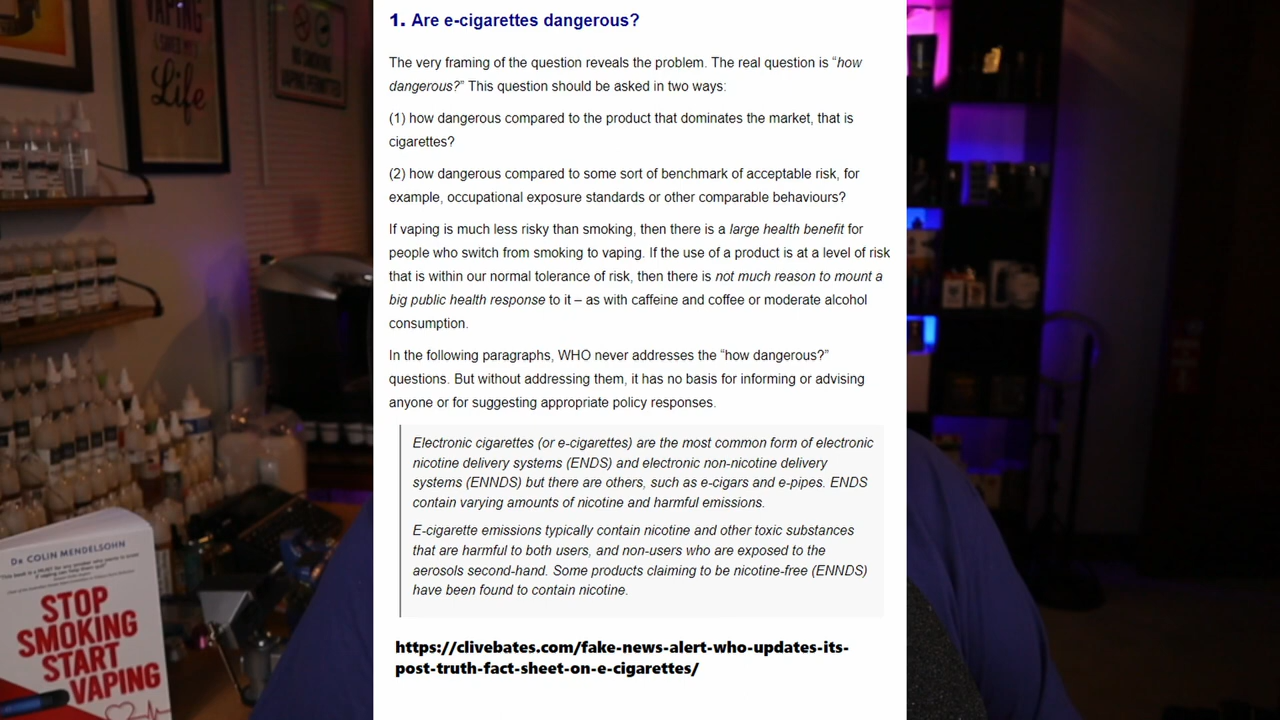 VAPING
SAVED MY
Life
NO SMOKING
VAPING PERMITTED
1. Are e-cigarettes dangerous?
The very framing of the question reveals the problem. The real question is “how
dangerous?” This question should be asked in two ways:
(1) how dangerous compared to the product that dominates the market, that is
cigarettes?
(2) how dangerous compared to some sort of benchmark of acceptable risk, for
example, occupational exposure standards or other comparable behaviours?
If vaping is much less risky than smoking, then there is a large health benefit for
people who switch from smoking to vaping. If the use of a product is at a level of risk
that is within our normal tolerance of risk, then there is not much reason to mount a
big public health response to it – as with caffeine and coffee or moderate alcohol
consumption.
In the following paragraphs, WHO never addresses the “how dangerous?”
questions. But without addressing them, it has no basis for informing or advising
anyone or for suggesting appropriate policy responses.
Electronic cigarettes (or e-cigarettes) are the most common form of electronic
nicotine delivery systems (ENDS) and electronic non-nicotine delivery
systems (ENNDS) but there are others, such as e-cigars and e-pipes. ENDS
contain varying amounts of nicotine and harmful emissions.
E-cigarette emissions typically contain nicotine and other toxic substances
that are harmful to both users, and non-users who are exposed to the
aerosols second-hand. Some products claiming to be nicotine-free (ENNDS)
have been found to contain nicotine.
https://clivebates.com/fake-news-alert-who-updates-its-
post-truth-fact-sheet-on-e-cigarettes/
Dr COLIN MENDELSOHN
STOP
SMOKING
START
VAPING